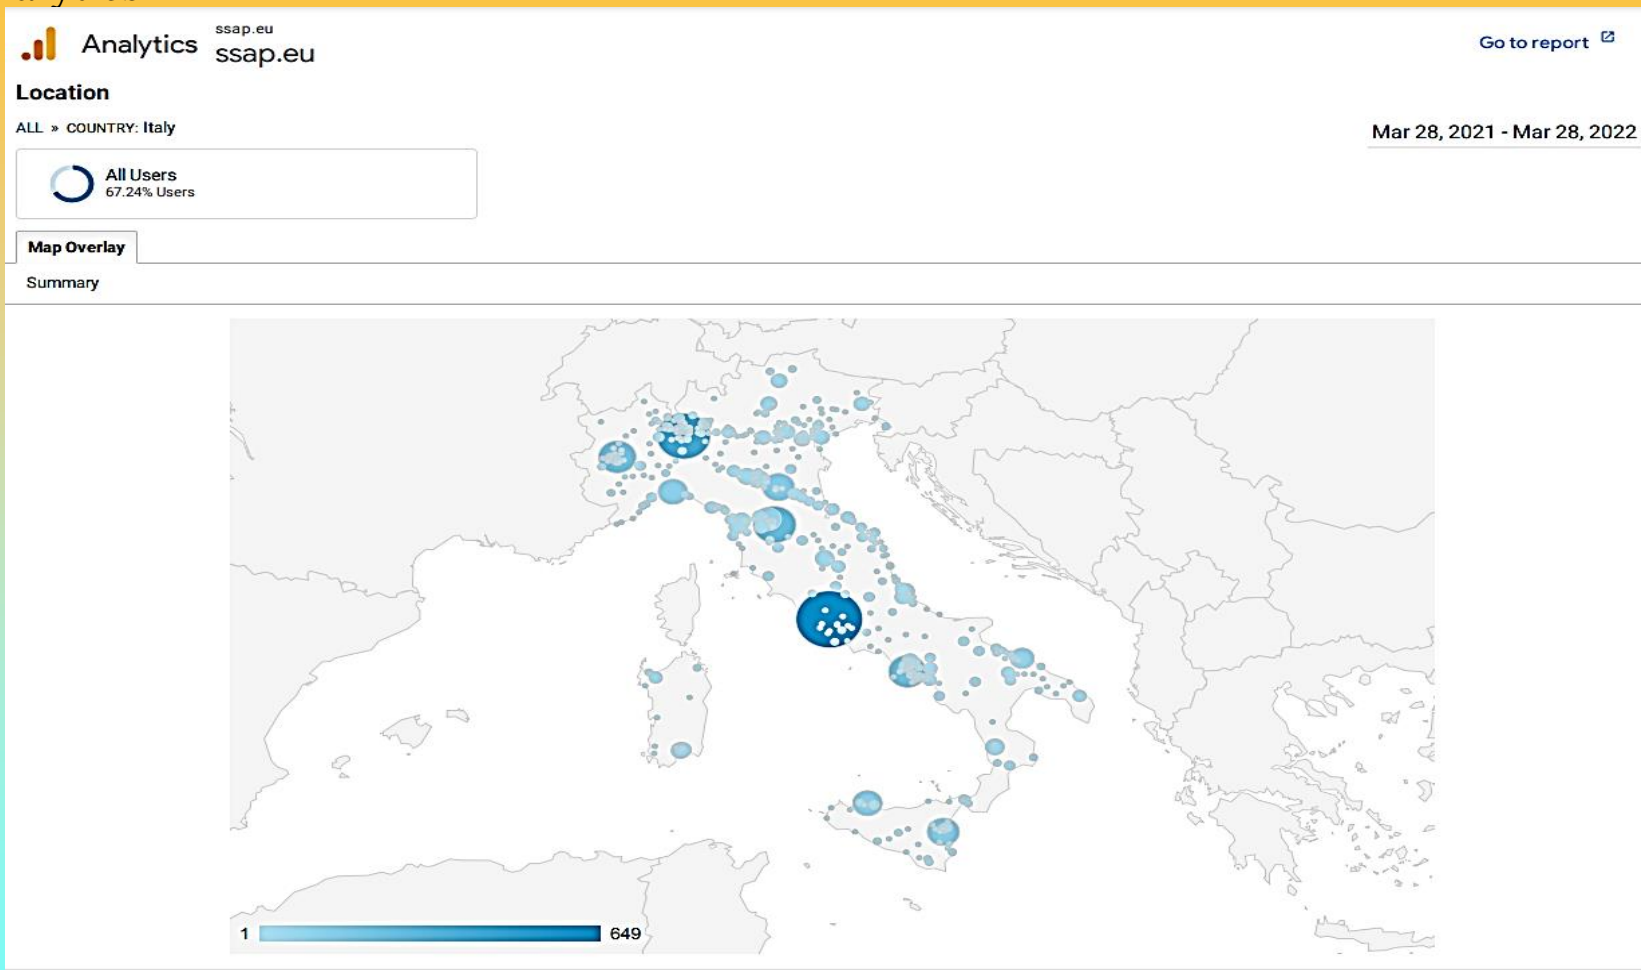 Analytics
ssap.eu
ssap.eu
Go to report
Location
ALL » COUNTRY: Italy
Mar 28, 2021 - Mar 28, 2022
All Users
67.24% Users
Map Overlay
Summary
1
649